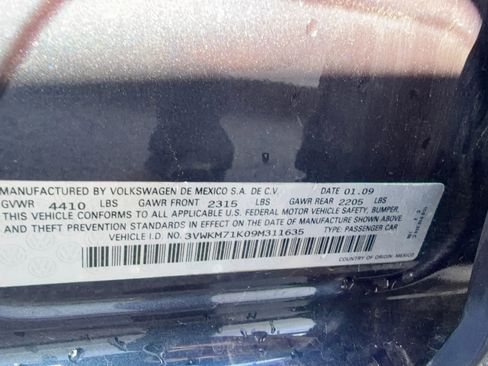 MANUFACTURED BY VOLKSWAGEN DE MEXICO S.A. DE C.V. DATE 01.09
GVWR 4410 LBS GAWR FRONT 2315 LBS GAWR REAR 2205 LBS
THIS VEHICLE CONFORMS TO ALL APPLICABLE U.S. FEDERAL MOTOR VEHICLE SAFETY, BUMPER,
AND THEFT PREVENTION STANDARDS IN EFFECT ON THE DATE OF MANUFACTURE SHOWN ABOVE.
VEHICLE I.D. NO. 3VWKM71K09M311635 TYPE: PASSENGER CAR
COUNTRY OF ORIGIN: MEXICO